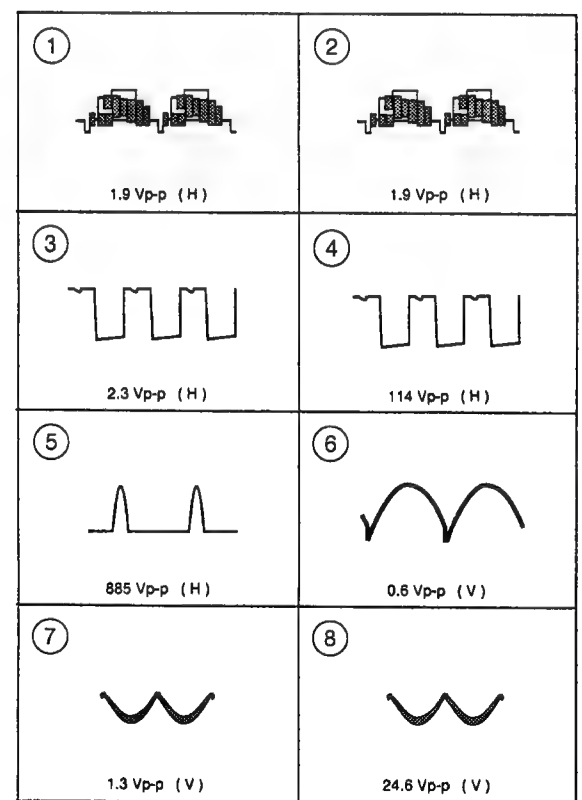 1
2
1.9 Vp-p ( H )
1.9 Vp-p ( H )
3
4
2.3 Vp-p ( H )
114 Vp-p ( H )
5
6
885 Vp-p ( H )
0.6 Vp-p ( V )
7
8
1.3 Vp-p ( V )
24.6 Vp-p ( V )